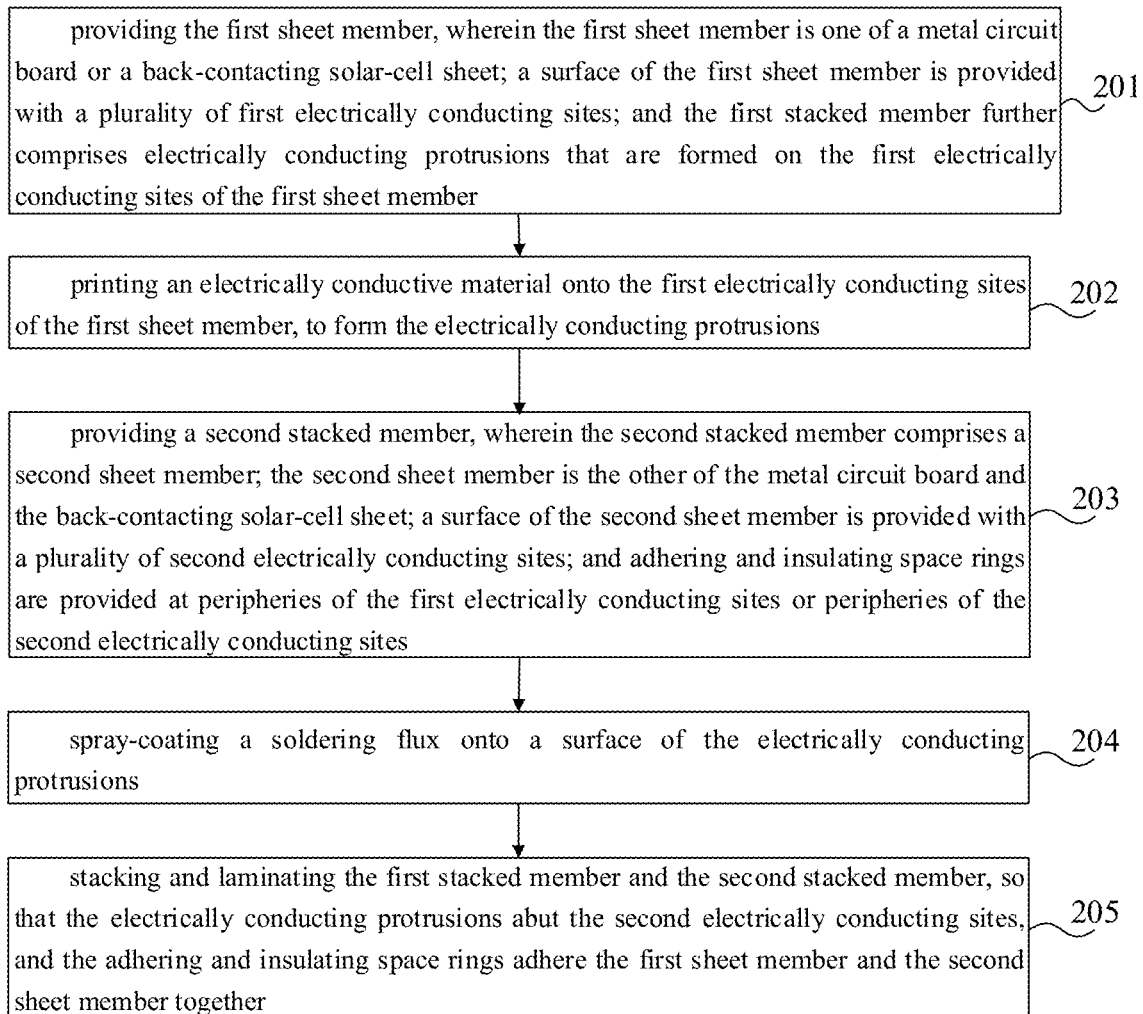 providing the first sheet member, wherein the first sheet member is one of a metal circuit
board or a back-contacting solar-cell sheet; a surface of the first sheet member is provided
with a plurality of first electrically conducting sites; and the first stacked member further
comprises electrically conducting protrusions that are formed on the first electrically
conducting sites of the first sheet member
201
printing an electrically conductive material onto the first electrically conducting sites
of the first sheet member, to form the electrically conducting protrusions
202
providing a second stacked member, wherein the second stacked member comprises a
second sheet member; the second sheet member is the other of the metal circuit board and
the back-contacting solar-cell sheet; a surface of the second sheet member is provided with
a plurality of second electrically conducting sites; and adhering and insulating space rings
are provided at peripheries of the first electrically conducting sites or peripheries of the
second electrically conducting sites
203
spray-coating a soldering flux onto a surface of the electrically conducting
protrusions
204
stacking and laminating the first stacked member and the second stacked member, so
that the electrically conducting protrusions abut the second electrically conducting sites,
and the adhering and insulating space rings adhere the first sheet member and the second
sheet member together
205